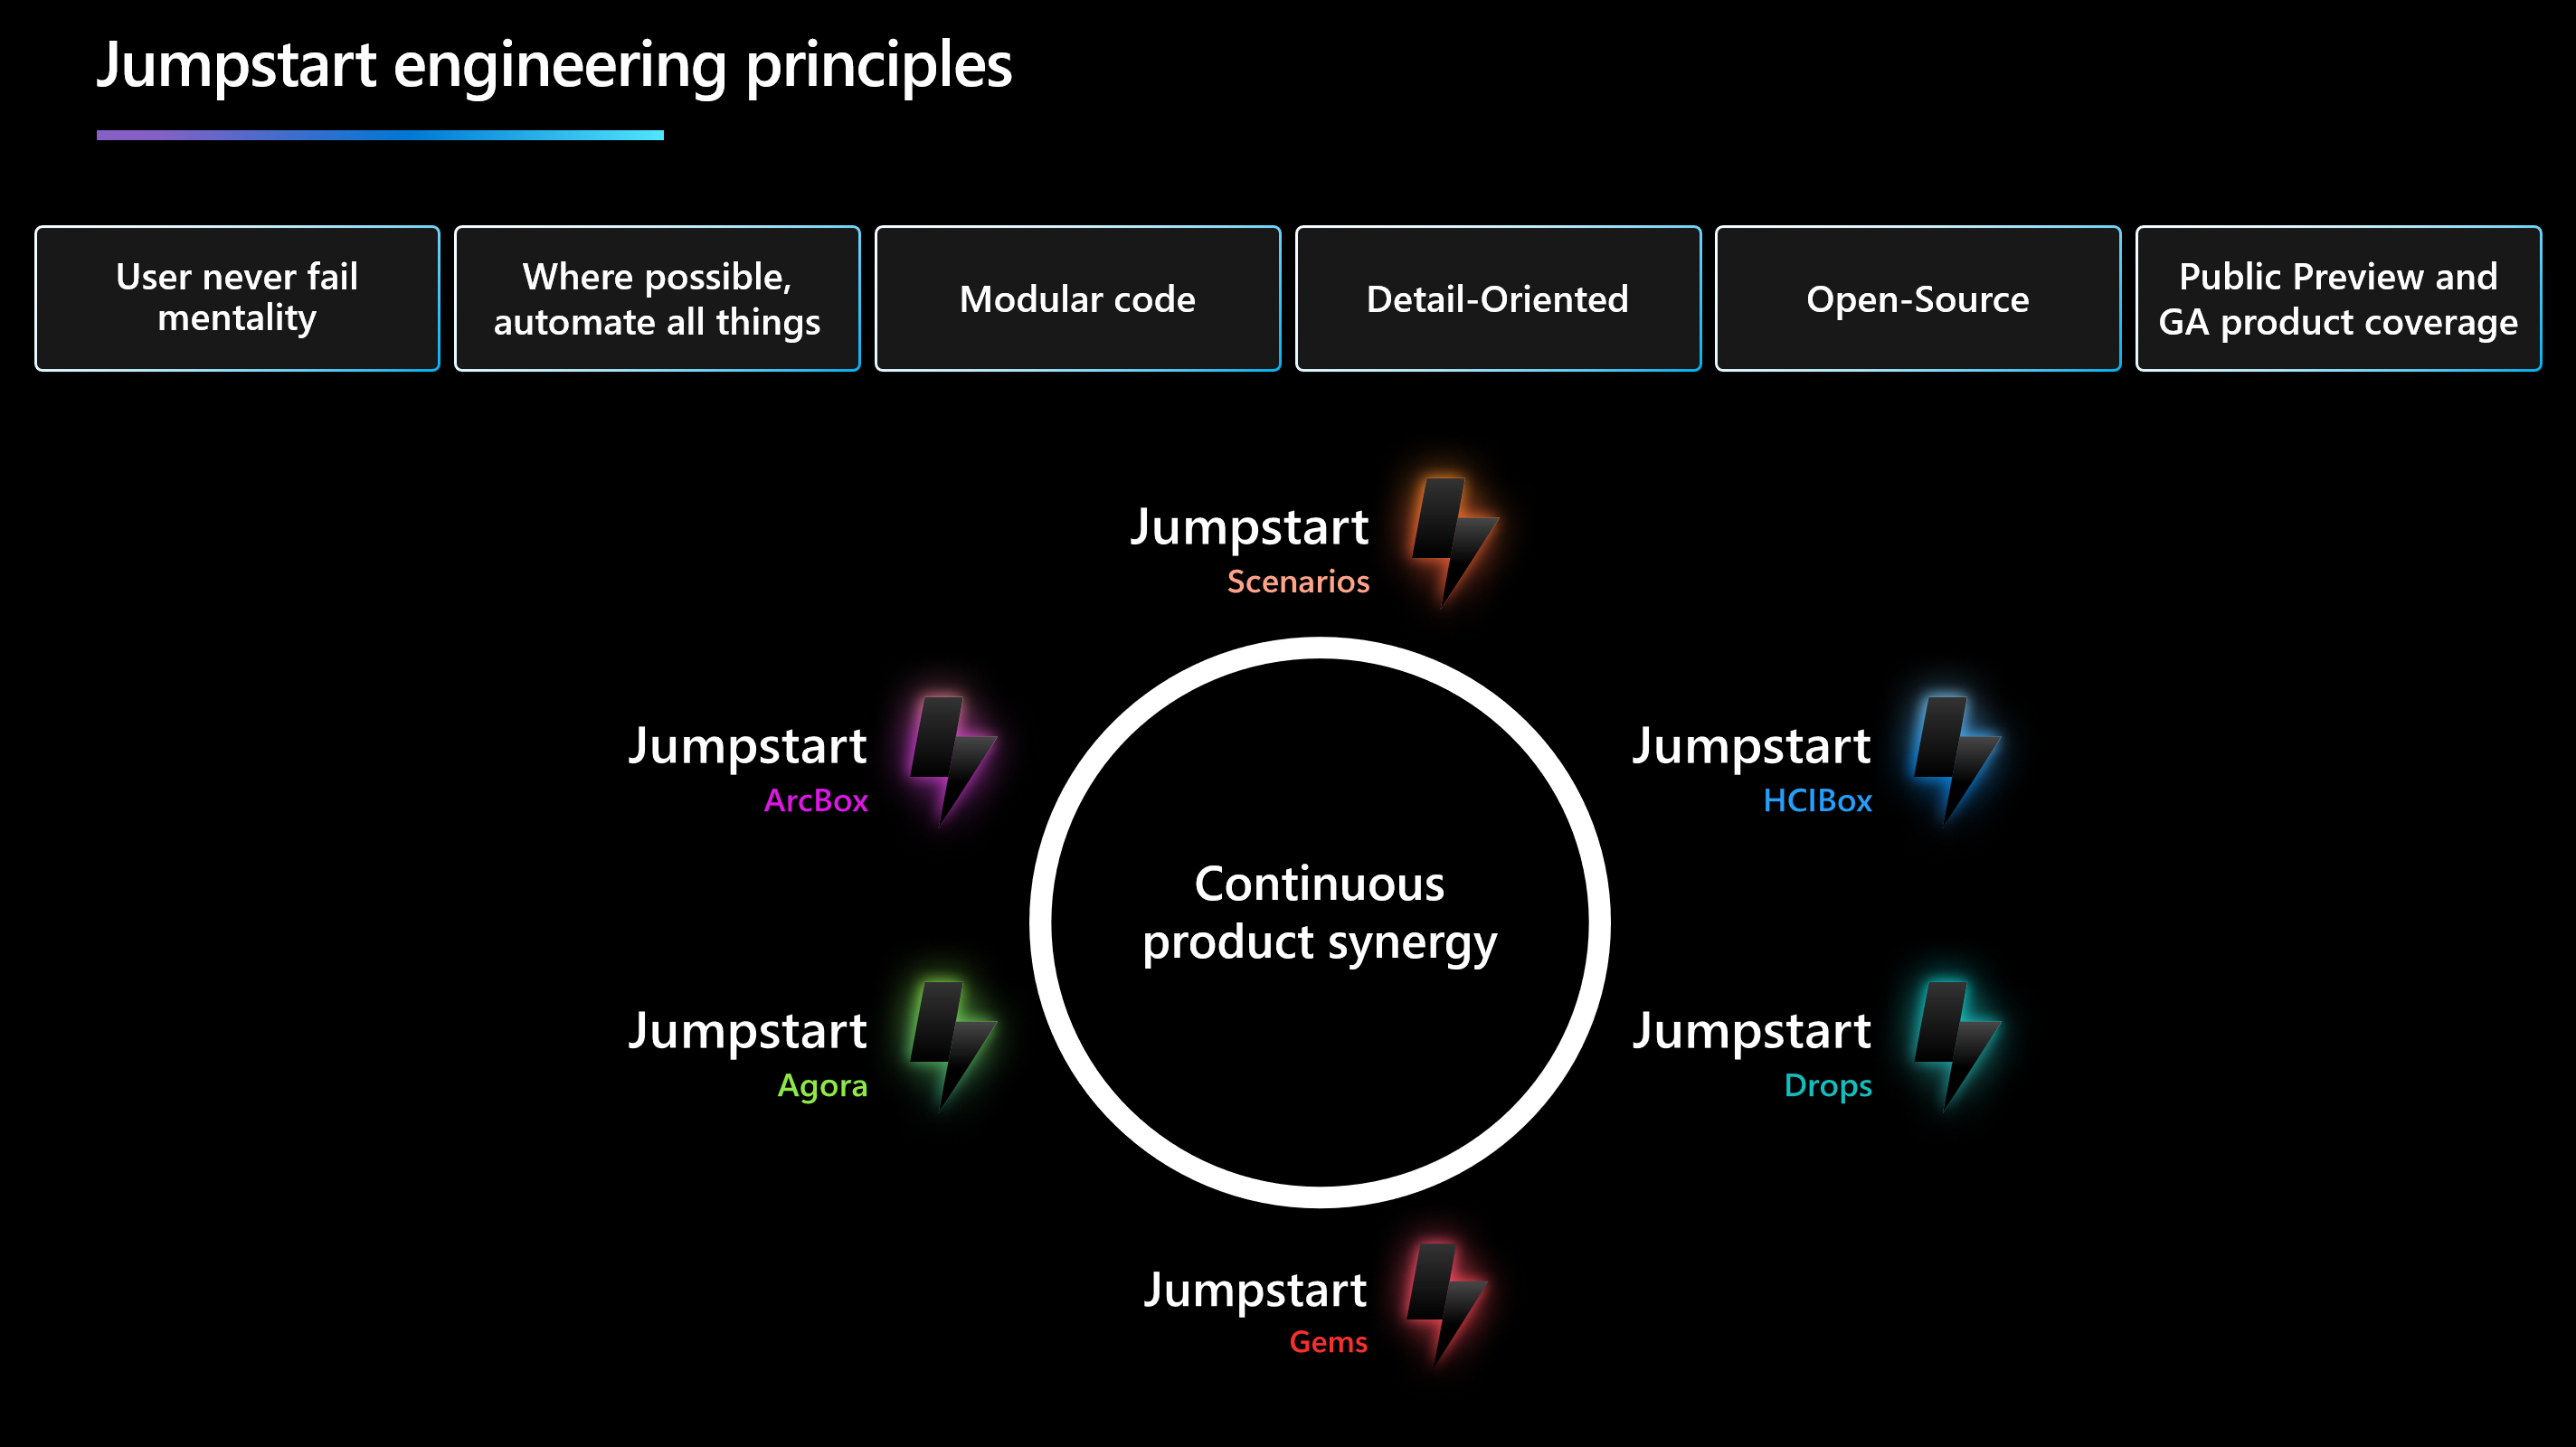 Jumpstart engineering principles
User never fail
mentality
Where possible,
automate all things
Modular code
Detail-Oriented
Open-Source
Public Preview and
GA product coverage
Jumpstart
Scenarios
Jumpstart
ArcBox
Jumpstart
HCIBox
Continuous
product synergy
Jumpstart
Agora
Jumpstart
Drops
Jumpstart
Gems